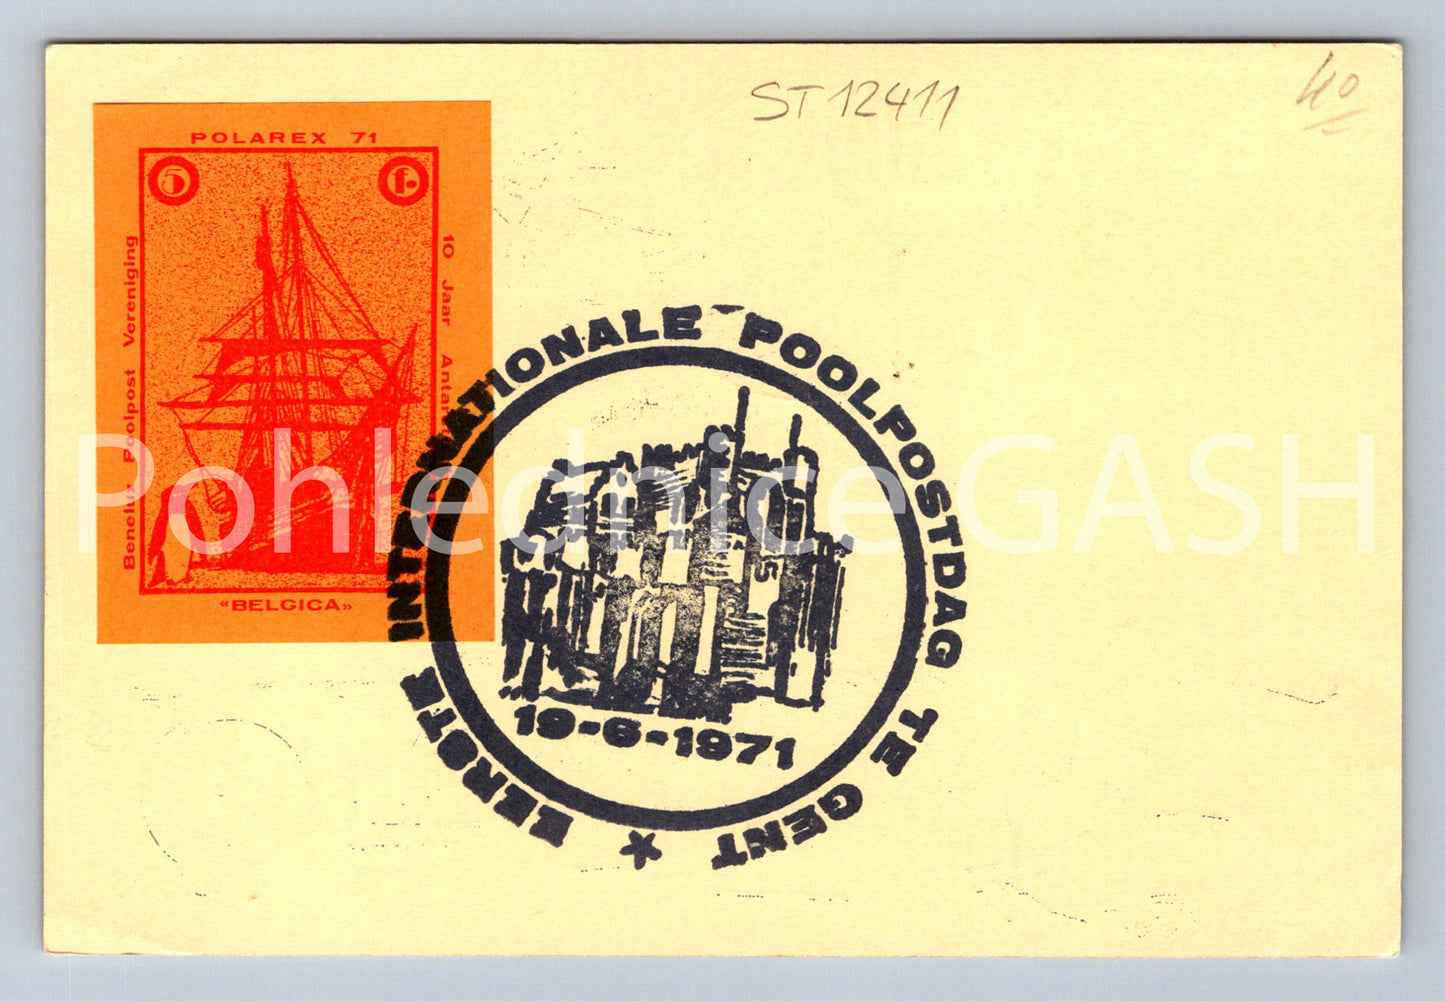 ST 12411
40
POLAREX 71
5
f.
Benelux Poolpost Vereniging
10 Jaar Antar
«BELGICA»
EERSTE INTERNATIONALE POOLPOSTDAG TE GENT
19-6-1971
Pohlednice GASH